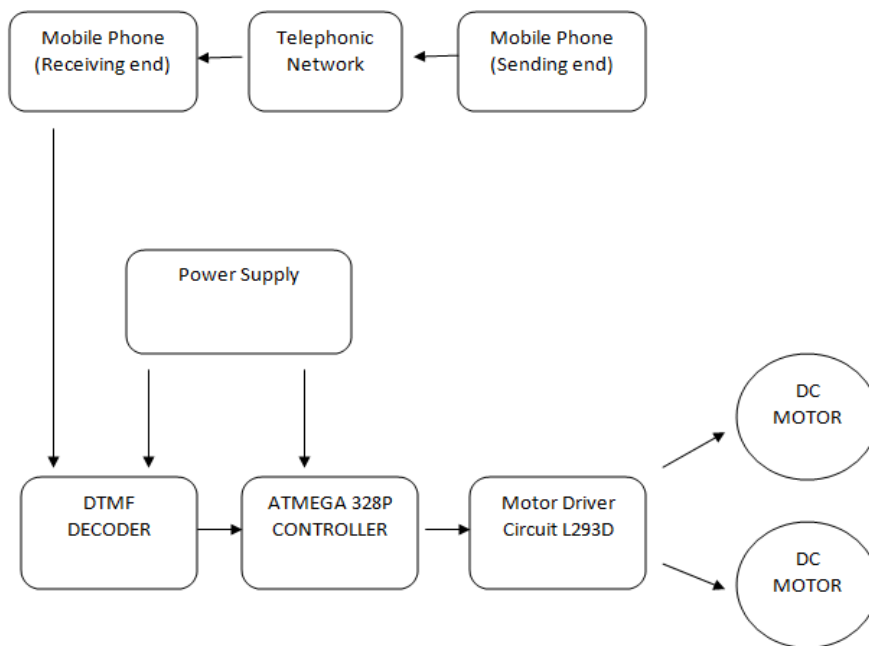 Mobile Phone
(Receiving end)
Telephonic
Network
Mobile Phone
(Sending end)
Power Supply
DC
MOTOR
DTMF
DECODER
ATMEGA 328P
CONTROLLER
Motor Driver
Circuit L293D
DC
MOTOR